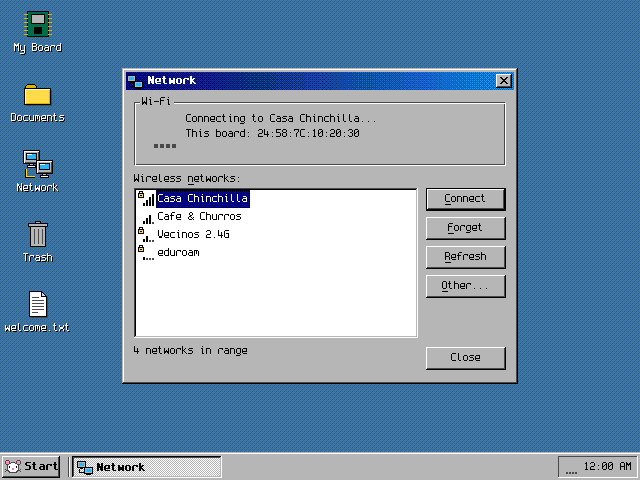 My Board
Documents
Network
Trash
welcome.txt
Network
Wi-Fi
Connecting to Casa Chinchilla...
This board: 24:58:7C:10:20:30
Wireless networks:
Casa Chinchilla
Cafe & Churros
Vecinos 2.4G
eduroam
Connect
Forget
Refresh
Other...
4 networks in range
Close
Start
Network
12:00 AM